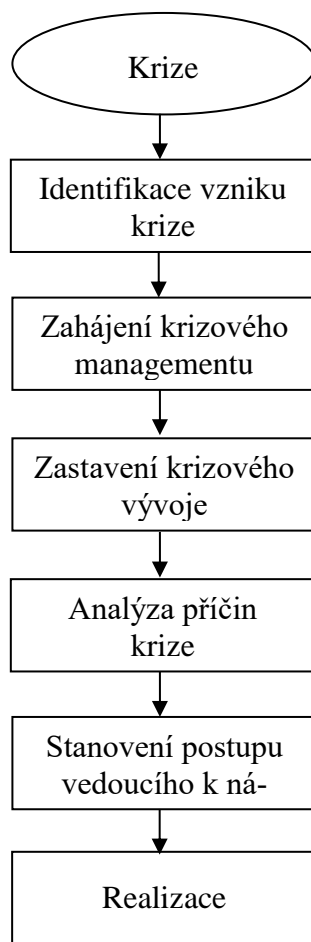 Krize
Identifikace vzniku
krize
Zahájení krizového
managementu
Zastavení krizového
vývoje
Analýza příčin
krize
Stanovení postupu
vedoucího k ná-
Realizace